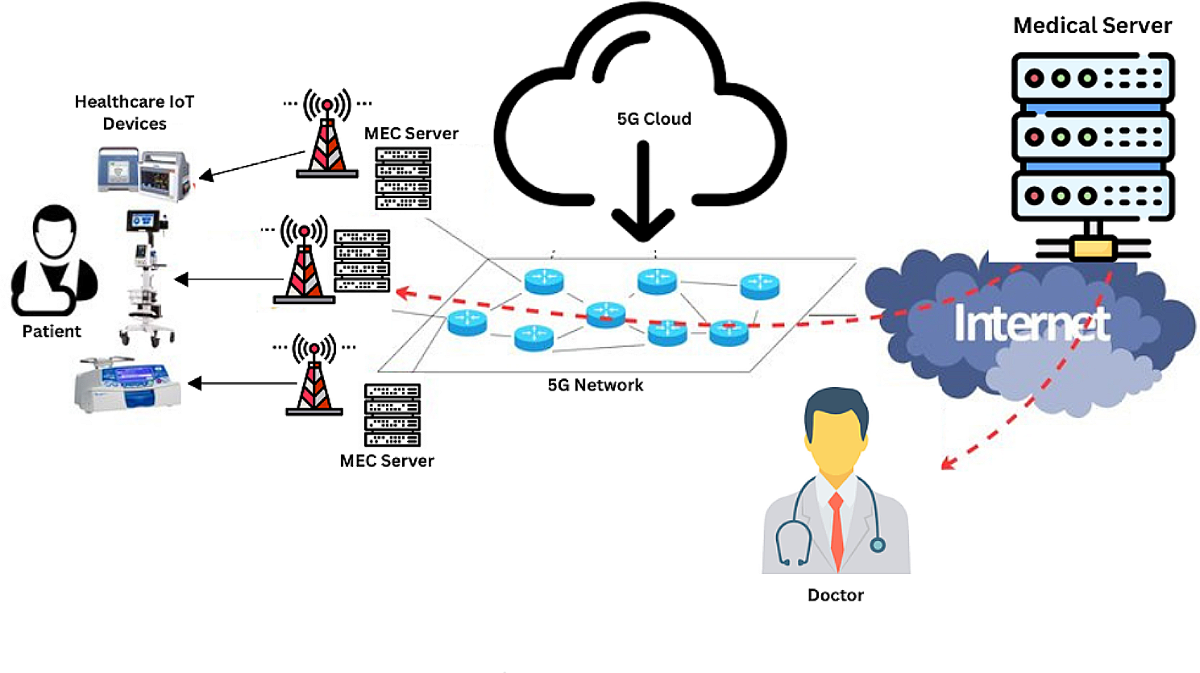 Medical Server
Healthcare IoT
Devices
MEC Server
5G Cloud
Patient
Internet
5G Network
MEC Server
Doctor